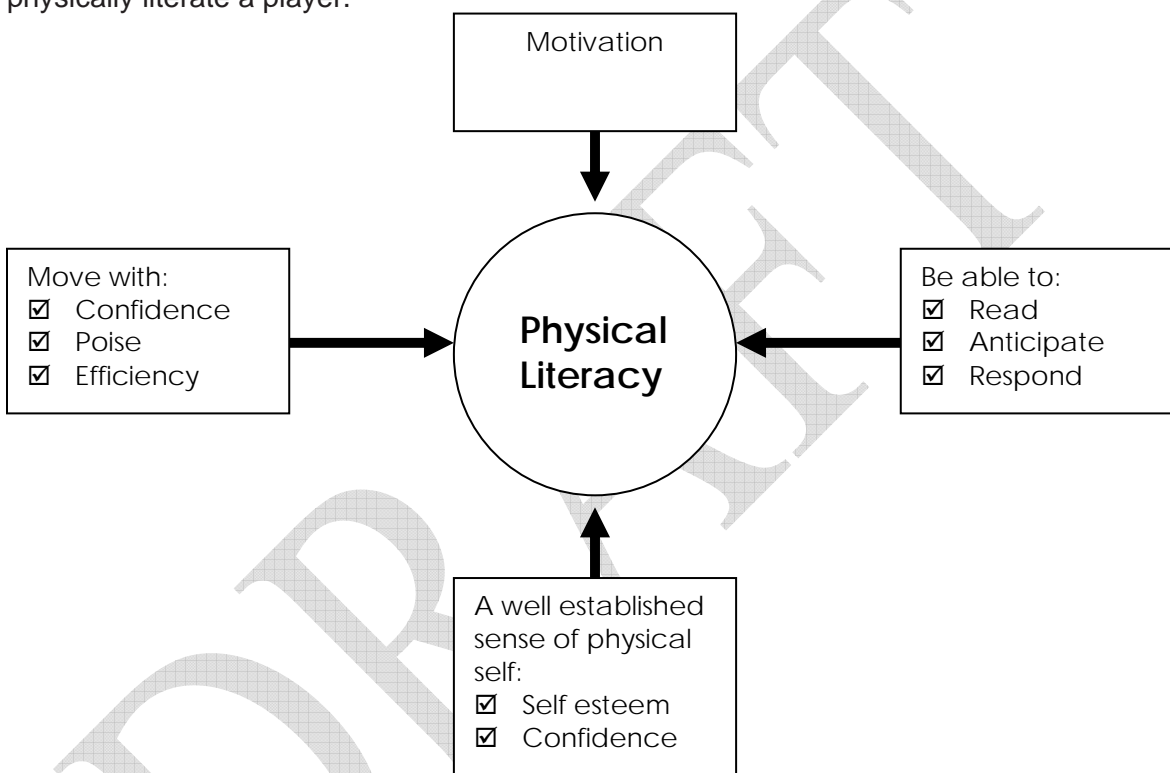 physically literate a player.
Motivation
Move with:
☑ Confidence
☑ Poise
☑ Efficiency
Physical
Literacy
Be able to:
☑ Read
☑ Anticipate
☑ Respond
A well established
sense of physical
self:
☑ Self esteem
☑ Confidence
DRAFT